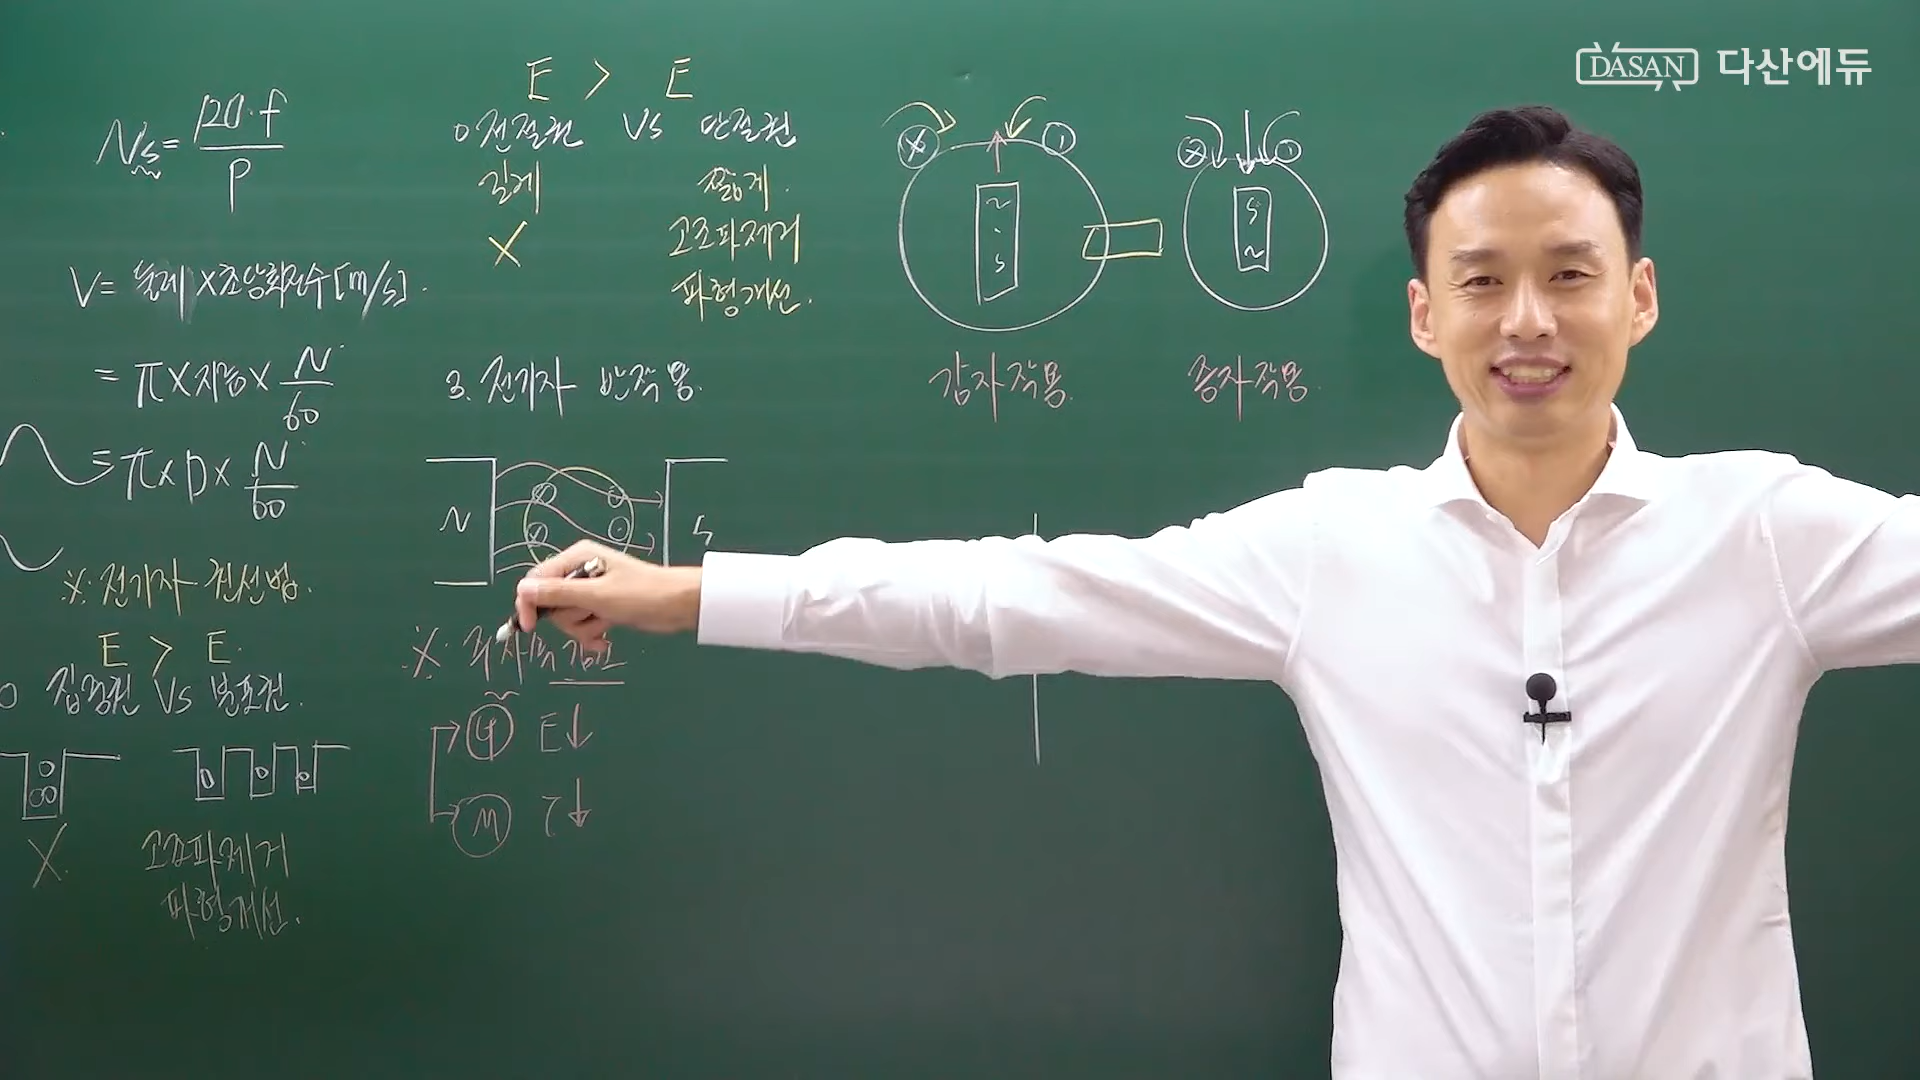 DASAN 다산에듀
Ns = 120·f / P
V = 둘레 × 초당회전수 [m/s].
= π × 지름 × N / 60
= π × D × N / 60
※ 전기자 권선법.
E > E.
○ 집중권 vs 분포권.
X.
고조파제거
파형개선.
E > E
○ 전절권 vs 단절권
길게
짧게.
X
고조파제거
파형개선.
3. 전기자 반작용.
N
S
※ 주자속 감소.
G E↓
M τ↓
N
S
감자작용.
S
N
증자작용.